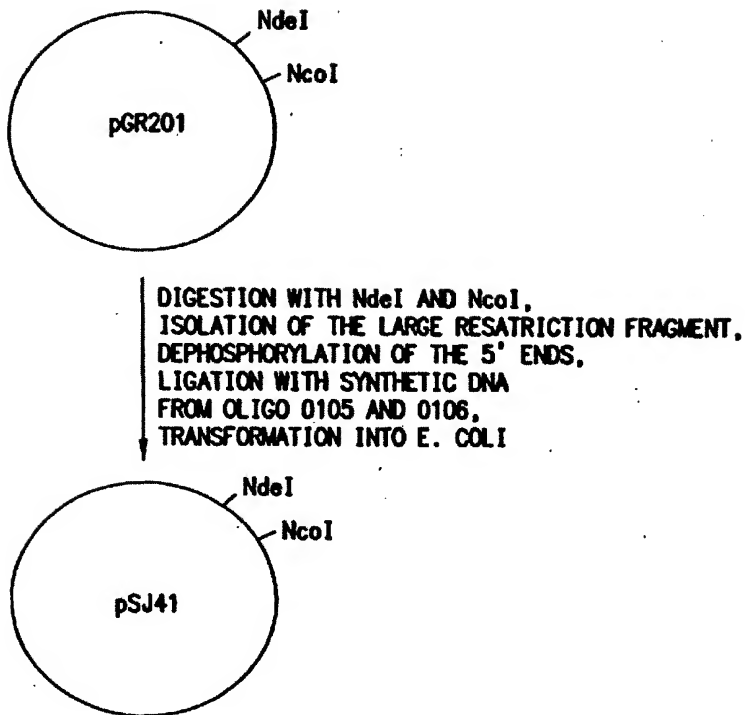 NdeI
NcoI
pGR201
DIGESTION WITH NdeI AND NcoI,
ISOLATION OF THE LARGE RESATRICTION FRAGMENT,
DEPHOSPHORYLATION OF THE 5' ENDS,
LIGATION WITH SYNTHETIC DNA
FROM OLIGO 0105 AND 0106,
TRANSFORMATION INTO E. COLI
NdeI
NcoI
pSJ41